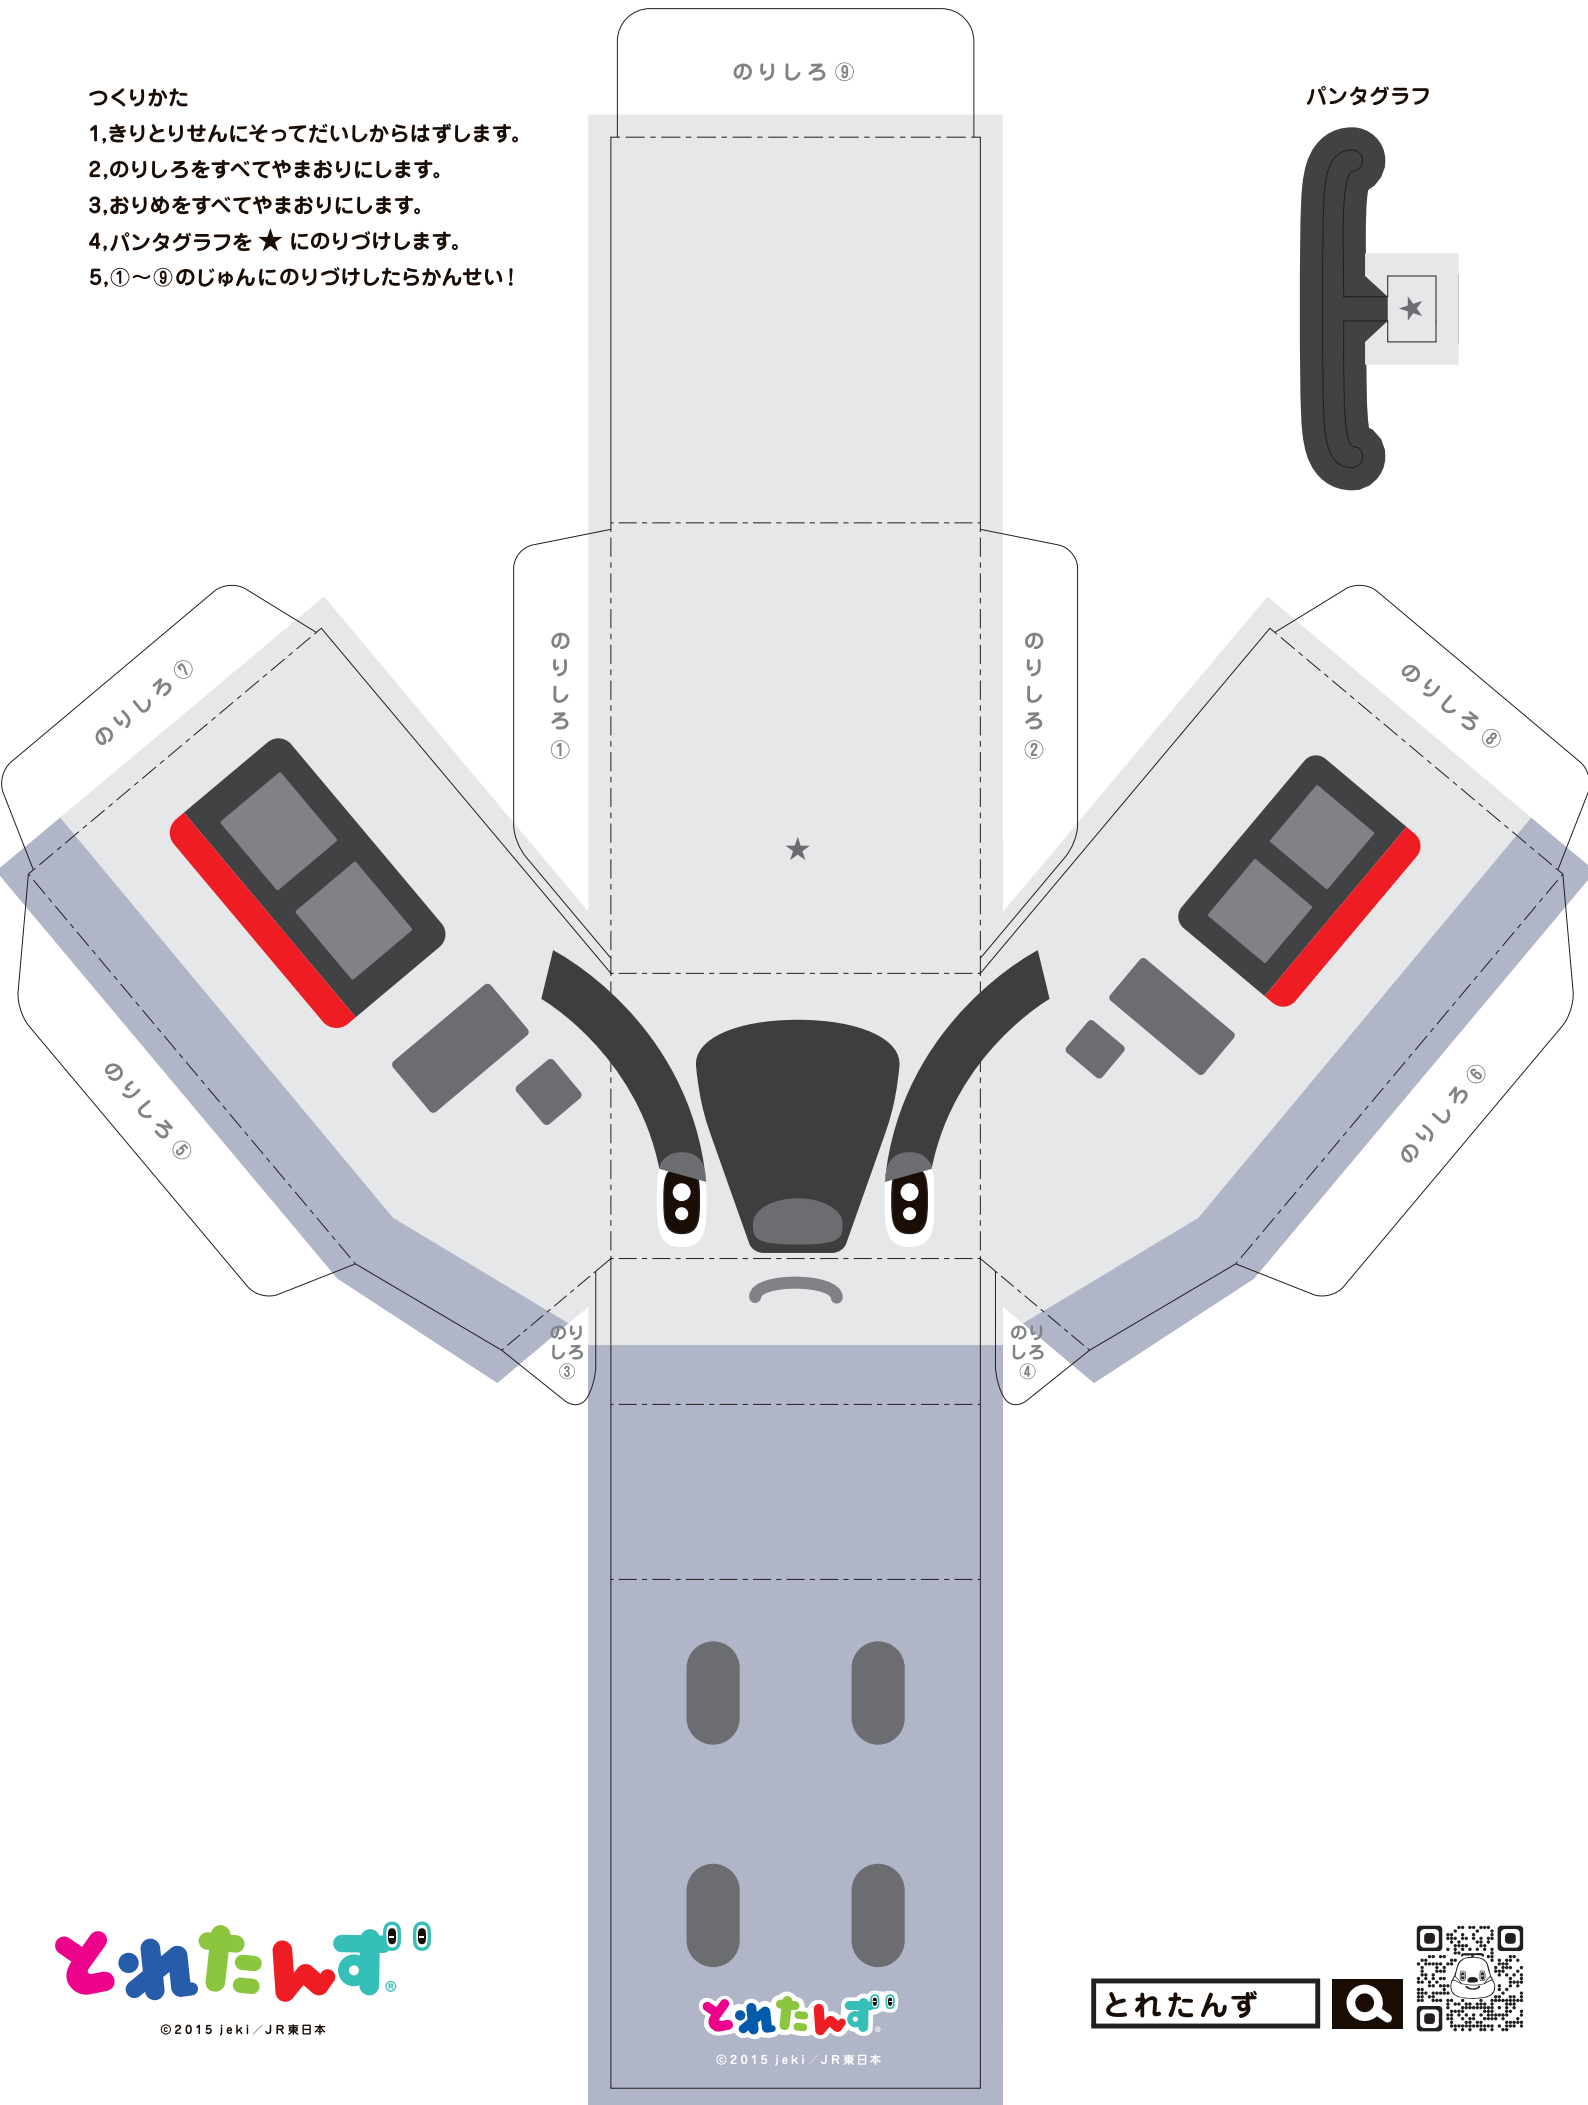 のりしろ⑨
つくりかた
1,きりとりせんにそってだいしからはずします。
2,のりしろをすべてやまおりにします。
3,おりめをすべてやまおりにします。
4,パンタグラフを ★ にのりづけします。
5,①〜⑨のじゅんにのりづけしたらかんせい!
パンタグラフ
★
のりしろ①
のりしろ②
のりしろ⑦
のりしろ⑧
★
のりしろ⑤
のりしろ⑥
のり
しろ
③
のり
しろ
④
とれたんず®
©2015 jeki/JR東日本
とれたんず®
©2015 jeki/JR東日本
とれたんず